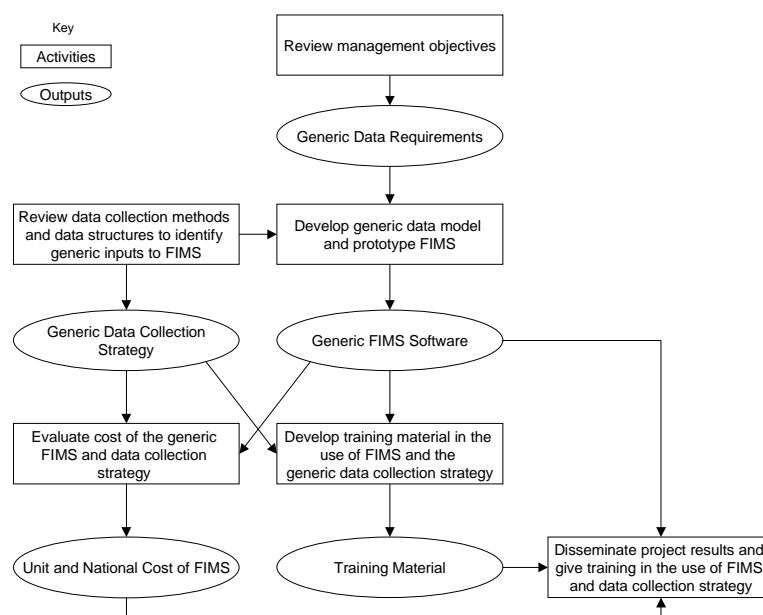 Key
Activities
Outputs
Review management objectives
Generic Data Requirements
Review data collection methods
and data structures to identify
generic inputs to FIMS
Develop generic data model
and prototype FIMS
Generic Data Collection
Strategy
Generic FIMS Software
Evaluate cost of the generic
FIMS and data collection
strategy
Develop training material in the
use of FIMS and the
generic data collection strategy
Unit and National Cost of FIMS
Training Material
Disseminate project results and
give training in the use of FIMS
and data collection strategy